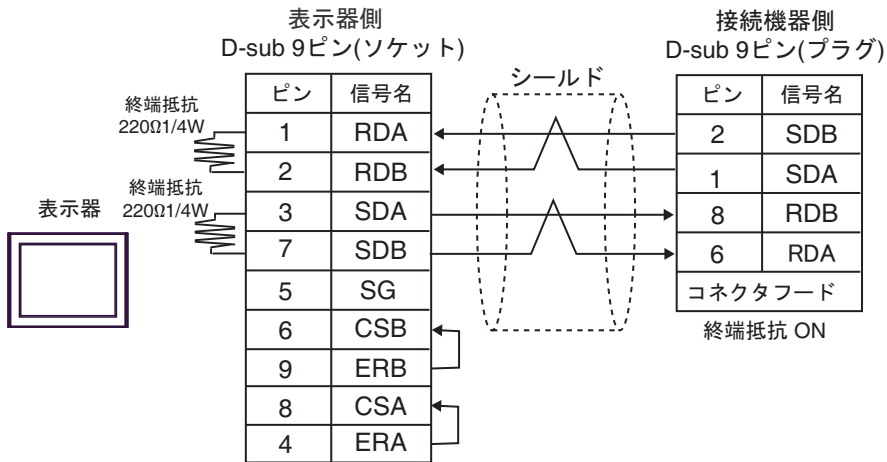 表示器側
D-sub 9ピン(ソケット)
接続機器側
D-sub 9ピン(プラグ)
シールド
終端抵抗
220Ω1/4W
終端抵抗
220Ω1/4W
表示器
ピン 信号名
1 RDA
2 RDB
3 SDA
7 SDB
5 SG
6 CSB
9 ERB
8 CSA
4 ERA
ピン 信号名
2 SDB
1 SDA
8 RDB
6 RDA
コネクタフード
終端抵抗 ON